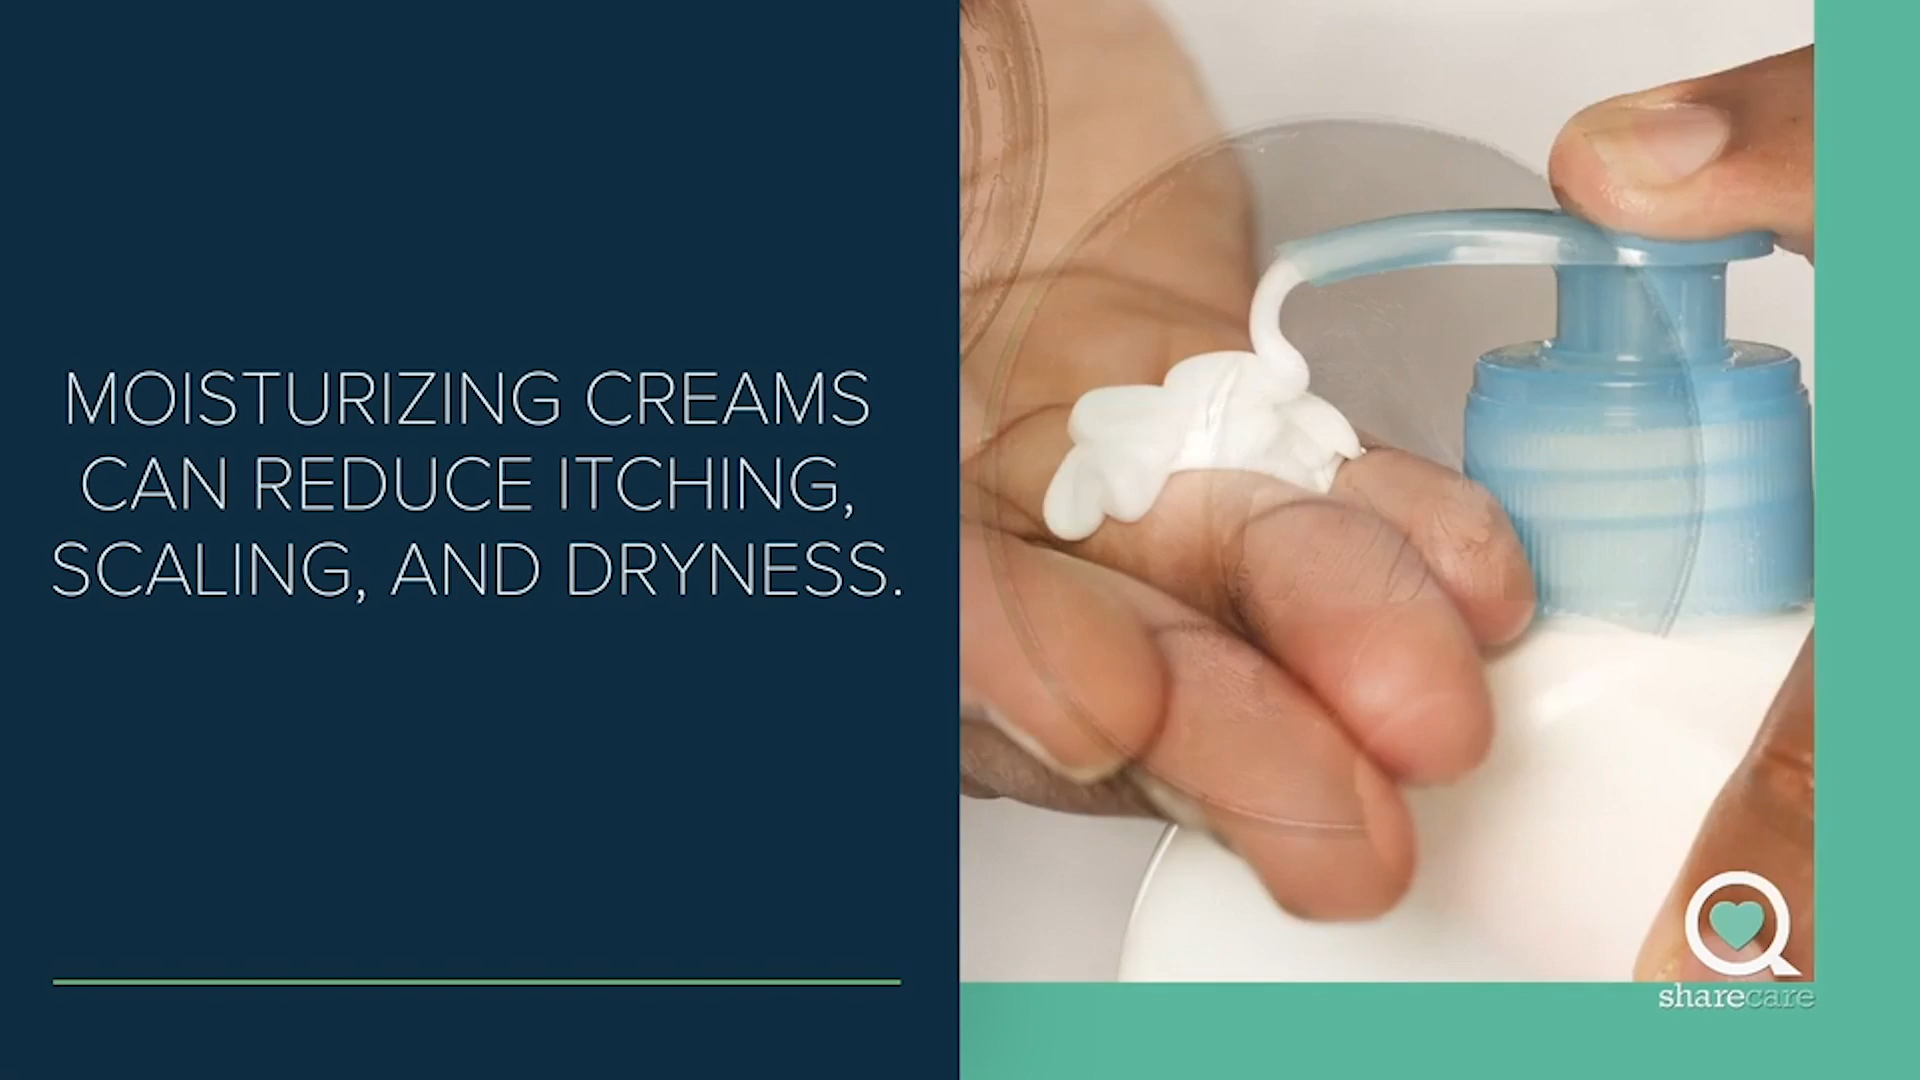 MOISTURIZING CREAMS
CAN REDUCE ITCHING,
SCALING, AND DRYNESS.
sharecare